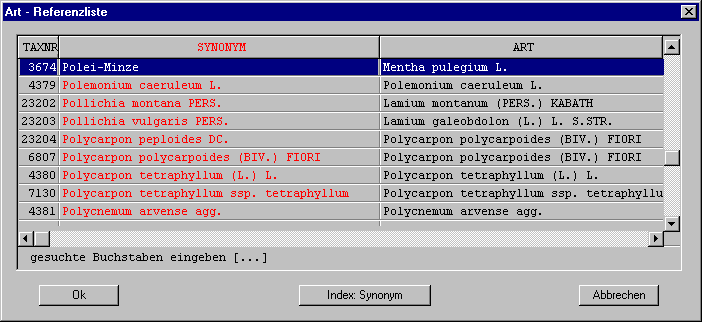 Art - Referenzliste
TAXNR SYNONYM ART
3674 Polei-Minze Mentha pulegium L.
4379 Polemonium caeruleum L. Polemonium caeruleum L.
23202 Pollichia montana PERS. Lamium montanum (PERS.) KABATH
23203 Pollichia vulgaris PERS. Lamium galeobdolon (L.) L. S.STR.
23204 Polycarpon peploides DC. Polycarpon polycarpoides (BIV.) FIORI
6807 Polycarpon polycarpoides (BIV.) FIORI Polycarpon polycarpoides (BIV.) FIORI
4380 Polycarpon tetraphyllum (L.) L. Polycarpon tetraphyllum (L.) L.
7130 Polycarpon tetraphyllum ssp. tetraphyllum Polycarpon tetraphyllum ssp. tetraphyllu
4381 Polycnemum arvense agg. Polycnemum arvense agg.
gesuchte Buchstaben eingeben [...]
Ok Index: Synonym Abbrechen